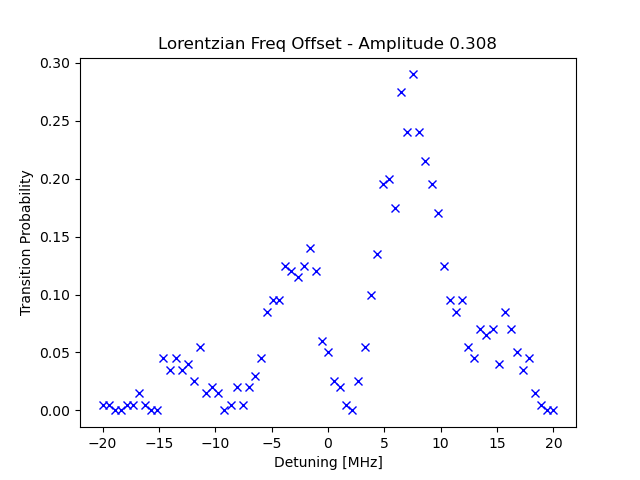 Lorentzian Freq Offset - Amplitude 0.308
0.30
0.25
0.20
0.15
0.10
0.05
0.00
Transition Probability
−20 −15 −10 −5 0 5 10 15 20
Detuning [MHz]